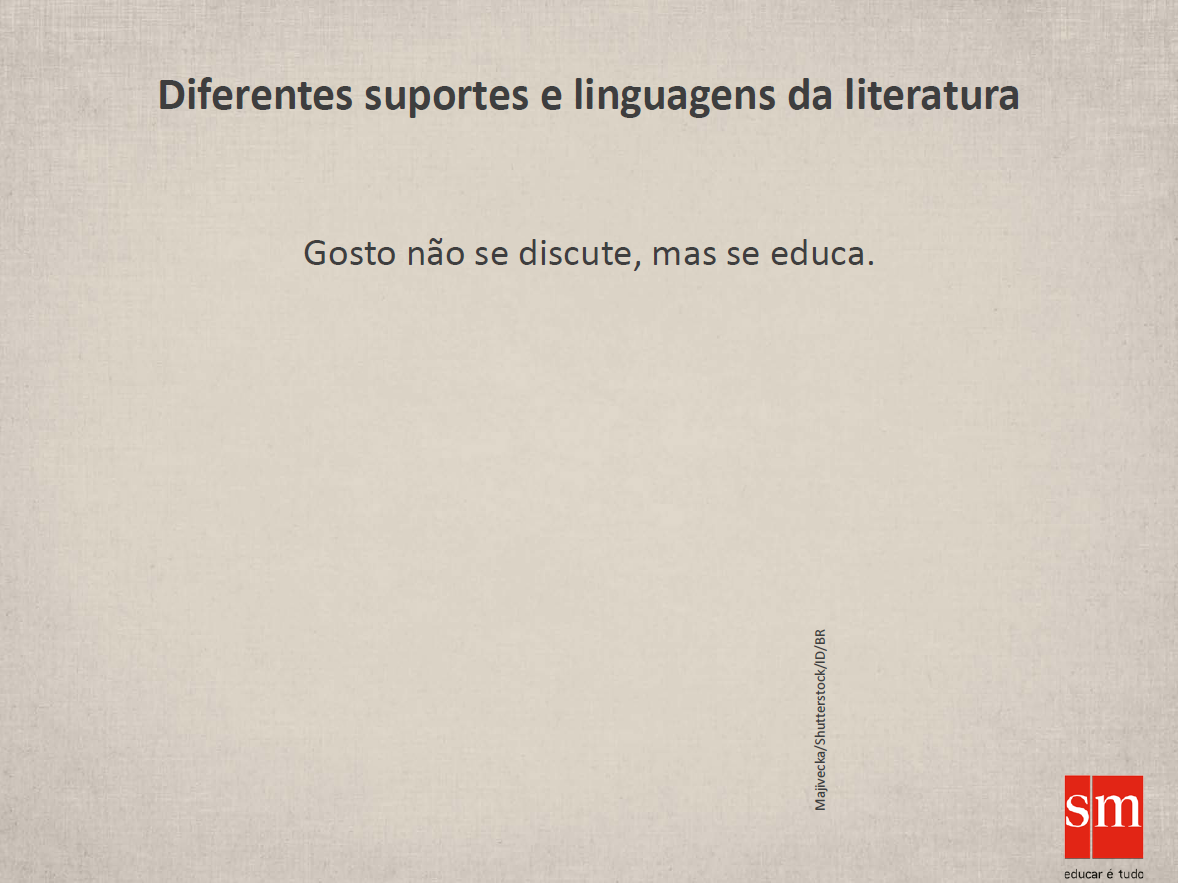 Diferentes suportes e linguagens da literatura
Gosto não se discute, mas se educa.
Majivecka/Shutterstock/ID/BR
sm
educar é tudo